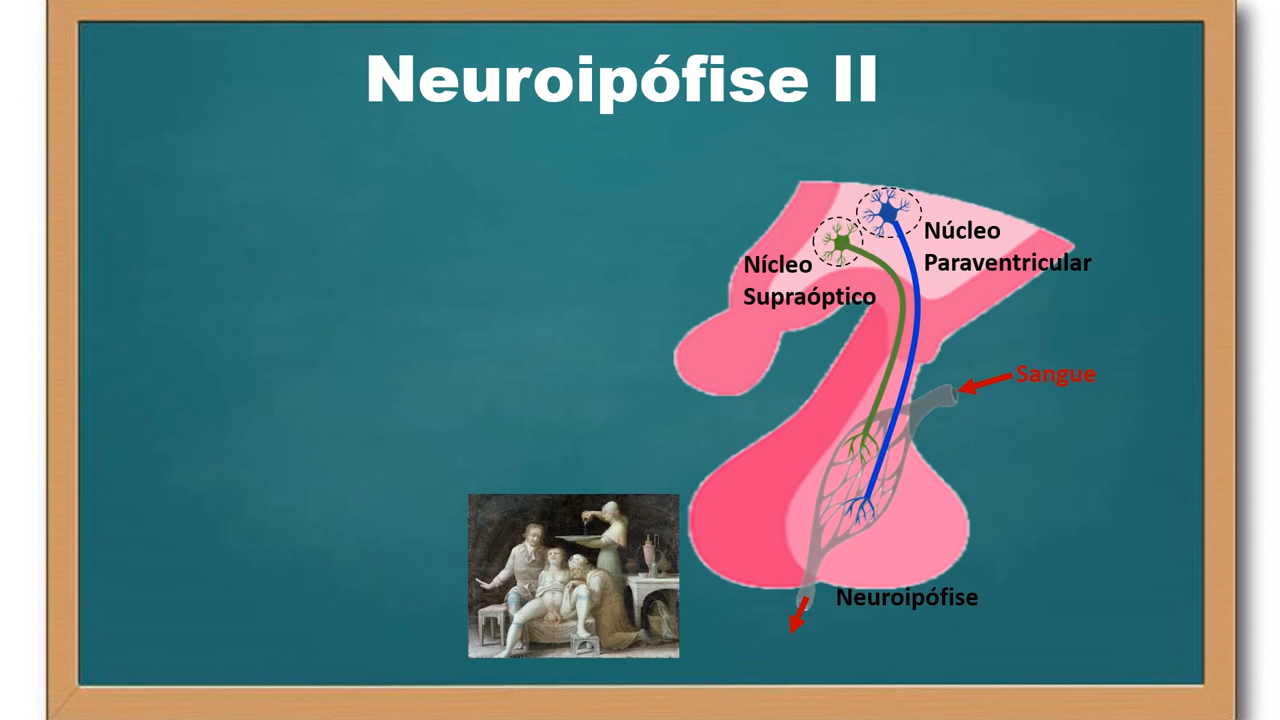 Neuroipófise II
Núcleo
Paraventricular
Nícleo
Supraóptico
Sangue
Neuroipófise